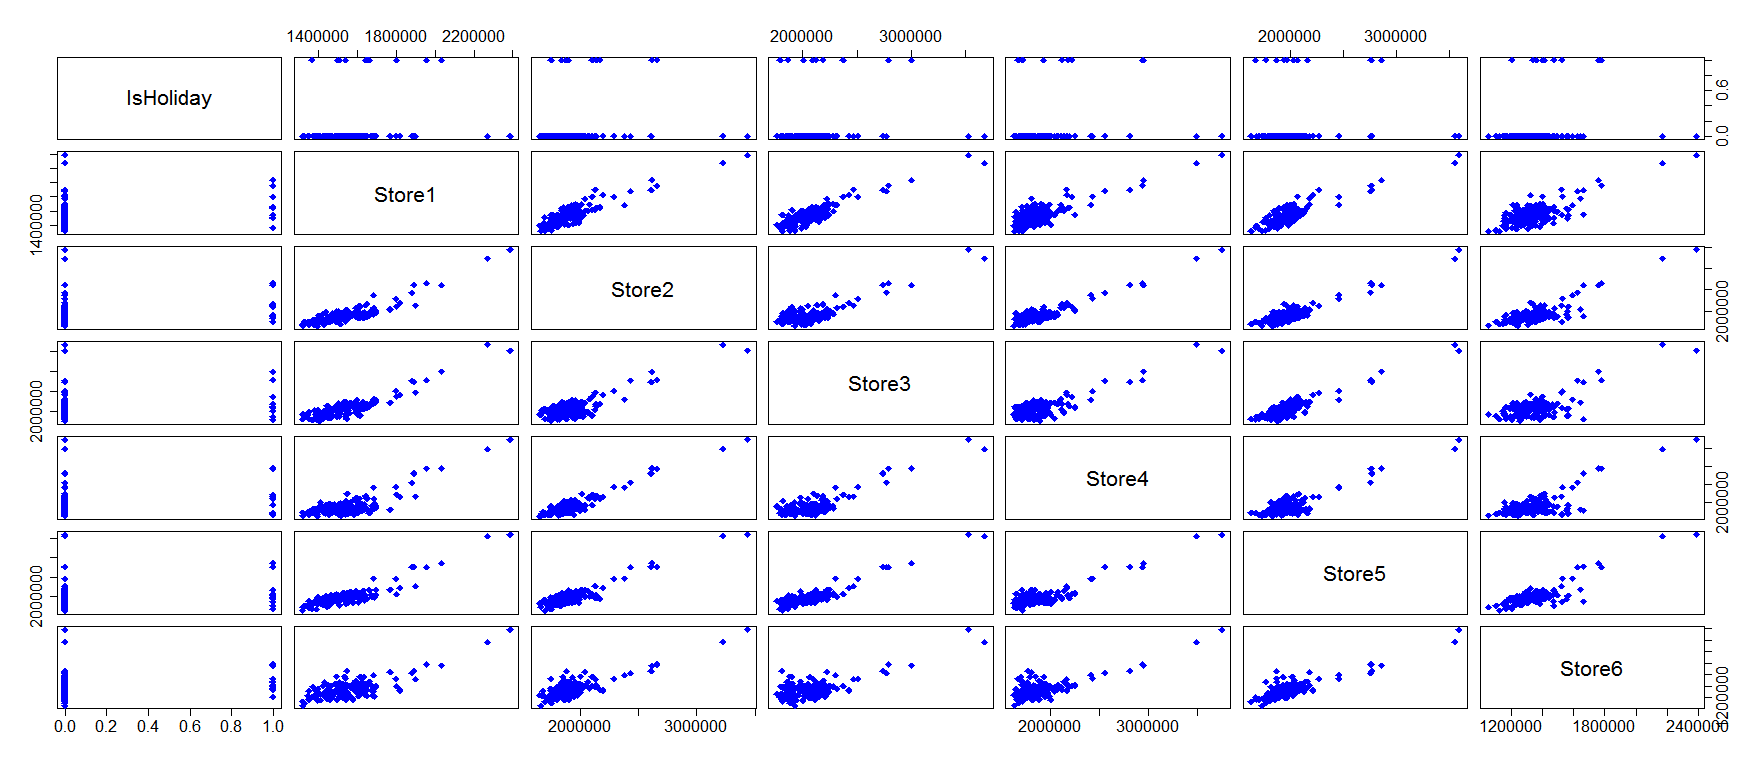 1400000 1800000 2200000 2000000 3000000 2000000 3000000
IsHoliday 0.0 0.6
1400000 Store1
Store2 2000000
2000000 Store3
Store4 2000000
2000000 Store5
Store6 1200000
0.0 0.2 0.4 0.6 0.8 1.0 2000000 3000000 2000000 3000000 1200000 1800000 2400000